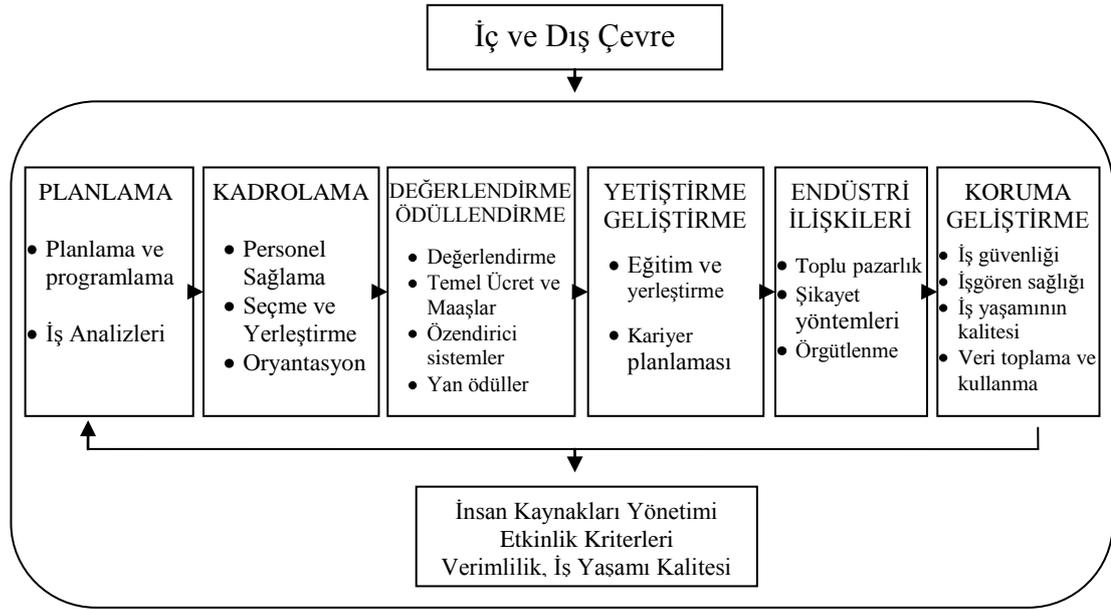 İç ve Dış Çevre
PLANLAMA
• Planlama ve
programlama
• İş Analizleri
KADROLAMA
• Personel
Sağlama
• Seçme ve
Yerleştirme
• Oryantasyon
DEĞERLENDİRME
ÖDÜLLENDİRME
• Değerlendirme
• Temel Ücret ve
Maaşlar
• Özendirici
sistemler
• Yan ödüller
YETİŞTİRME
GELİŞTİRME
• Eğitim ve
yerleştirme
• Kariyer
planlaması
ENDÜSTRİ
İLİŞKİLERİ
• Toplu pazarlık
• Şikayet
yöntemleri
• Örgütlenme
KORUMA
GELİŞTİRME
• İş güvenliği
• İşgören sağlığı
• İş yaşamının
kalitesi
• Veri toplama ve
kullanma
İnsan Kaynakları Yönetimi
Etkinlik Kriterleri
Verimlilik, İş Yaşamı Kalitesi